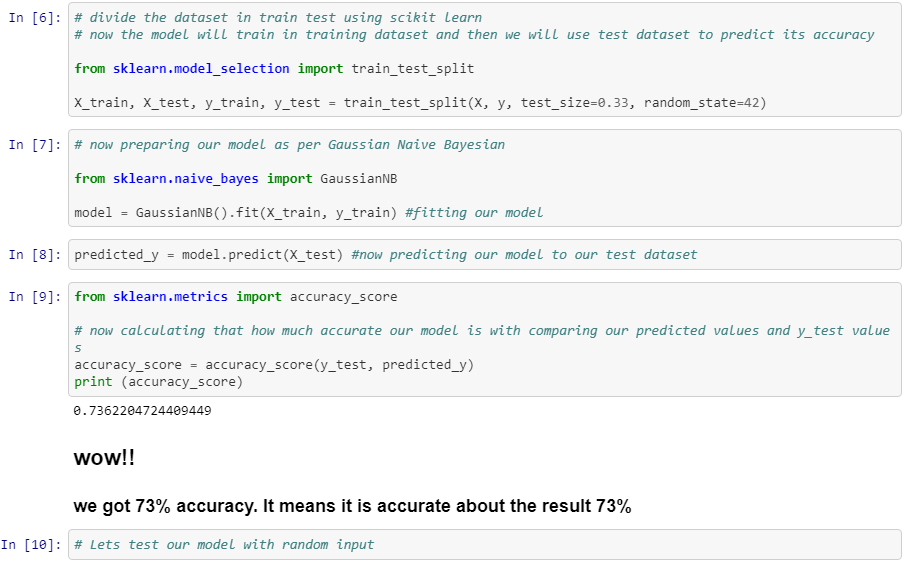 In [6]: # divide the dataset in train test using scikit learn
# now the model will train in training dataset and then we will use test dataset to predict its accuracy
from sklearn.model_selection import train_test_split
X_train, X_test, y_train, y_test = train_test_split(X, y, test_size=0.33, random_state=42)
In [7]: # now preparing our model as per Gaussian Naive Bayesian
from sklearn.naive_bayes import GaussianNB
model = GaussianNB().fit(X_train, y_train) #fitting our model
In [8]: predicted_y = model.predict(X_test) #now predicting our model to our test dataset
In [9]: from sklearn.metrics import accuracy_score
# now calculating that how much accurate our model is with comparing our predicted values and y_test value
s
accuracy_score = accuracy_score(y_test, predicted_y)
print (accuracy_score)
0.7362204724409449
wow!!
we got 73% accuracy. It means it is accurate about the result 73%
In [10]: # Lets test our model with random input